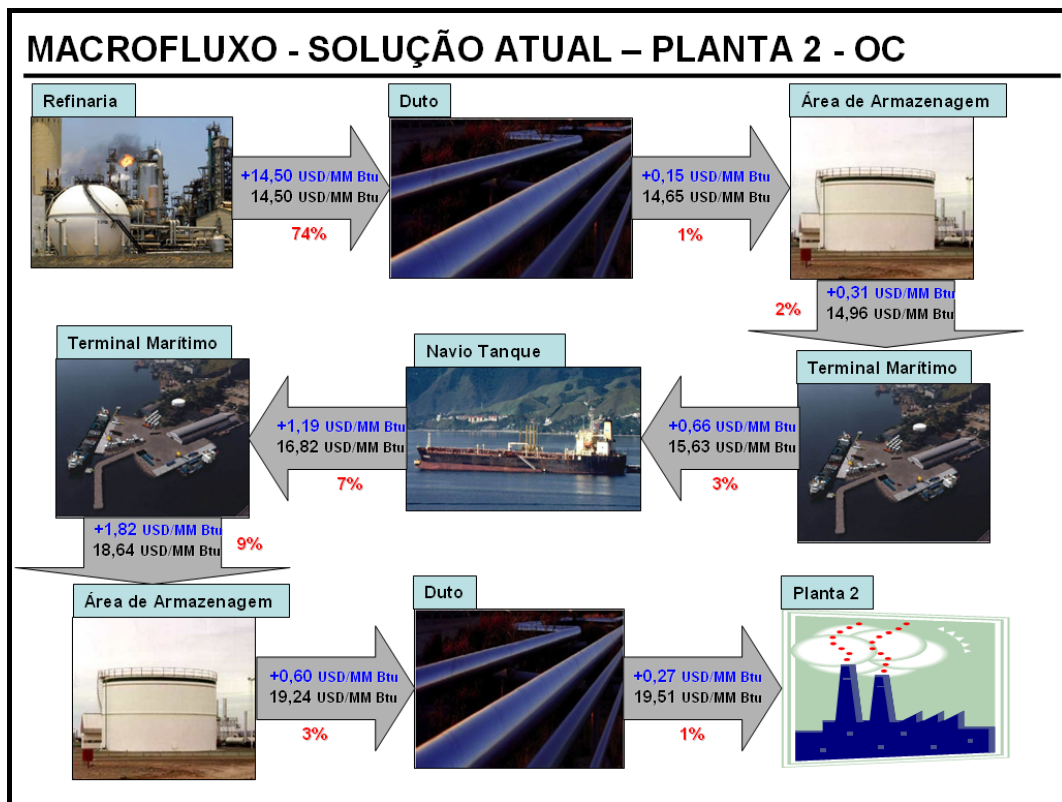 MACROFLUXO - SOLUÇÃO ATUAL – PLANTA 2 - OC
Refinaria
Duto
Área de Armazenagem
+14,50 USD/MM Btu
14,50 USD/MM Btu
74%
+0,15 USD/MM Btu
14,65 USD/MM Btu
1%
+0,31 USD/MM Btu
14,96 USD/MM Btu
2%
Terminal Marítimo
Navio Tanque
Terminal Marítimo
+1,19 USD/MM Btu
16,82 USD/MM Btu
7%
+0,66 USD/MM Btu
15,63 USD/MM Btu
3%
+1,82 USD/MM Btu
18,64 USD/MM Btu
9%
Área de Armazenagem
Duto
Planta 2
+0,60 USD/MM Btu
19,24 USD/MM Btu
3%
+0,27 USD/MM Btu
19,51 USD/MM Btu
1%